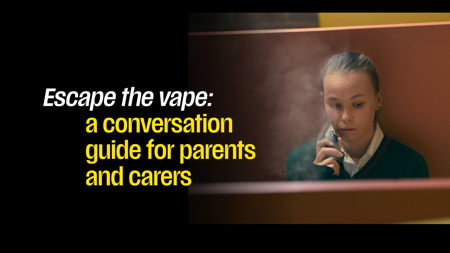 Escape the vape:
a conversation
guide for parents
and carers